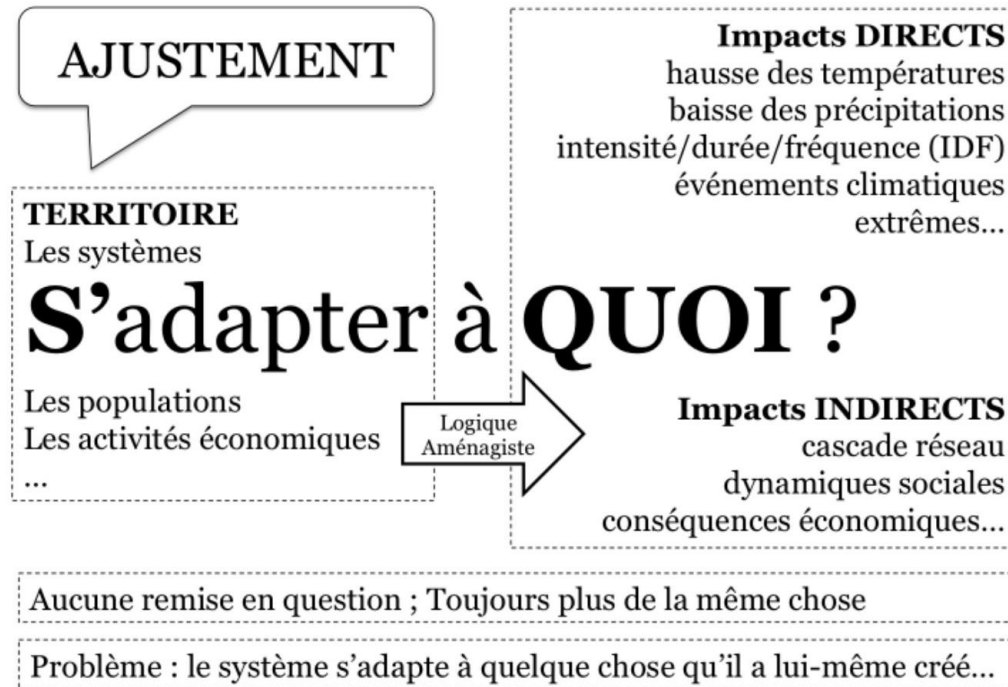 AJUSTEMENT
Impacts DIRECTS
hausse des températures
baisse des précipitations
intensité/durée/fréquence (IDF)
événements climatiques
extrêmes...
TERRITOIRE
Les systèmes
S’adapter à QUOI ?
Les populations
Les activités économiques
...
Logique
Aménagiste
Impacts INDIRECTS
cascade réseau
dynamiques sociales
conséquences économiques...
Aucune remise en question ; Toujours plus de la même chose
Problème : le système s’adapte à quelque chose qu’il a lui-même créé...